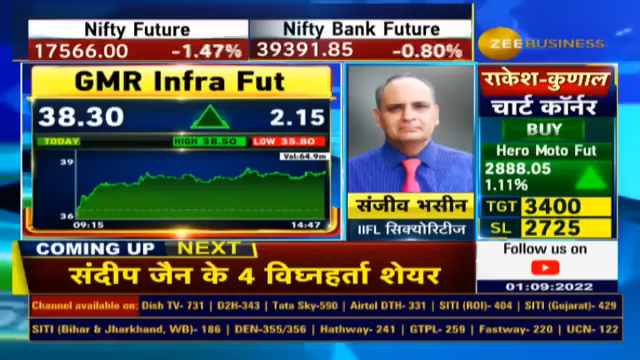 Nifty Future
17566.00 -1.47%
Nifty Bank Future
39391.85 -0.80%
ZEE BUSINESS
GMR Infra Fut
38.30 2.15
TODAY HIGH 38.50 LOW 35.80
Vol:64.9m
39
36
09:15 14:47
संजीव भसीन
IIFL सिक्योरिटीज
राकेश-कुणाल
चार्ट कॉर्नर
BUY
Hero Moto Fut
2888.05
1.11%
TGT 3400
SL 2725
COMING UP NEXT
संदीप जैन के 4 विघ्नहर्ता शेयर
Follow us on
01:09:2022
Channel available on: Dish TV- 731 | D2H-343 | Tata Sky-590 | Airtel DTH- 331 | SITI (ROI)- 404 | SITI (Gujarat)- 429
SITI (Bihar & Jharkhand, WB)- 186 | DEN-355/356 | Hathway- 241 | GTPL- 259 | Fastway- 220 | UCN- 122